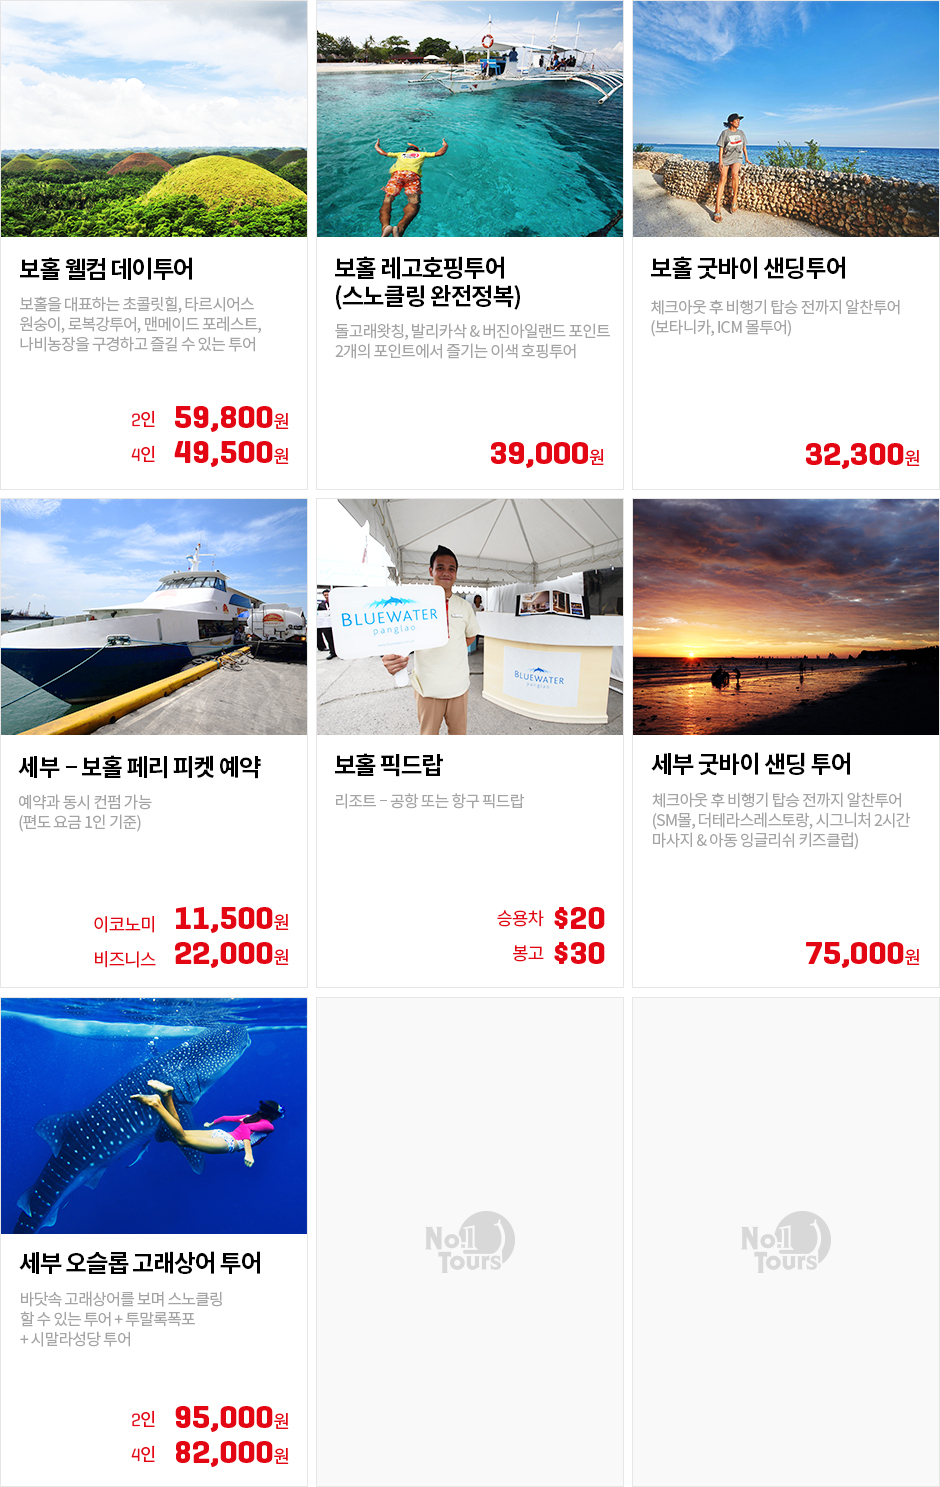 보홀 웰컴 데이투어
보홀을 대표하는 초콜릿힐, 타르시어스
원숭이, 로복강투어, 맨메이드 포레스트,
나비농장을 구경하고 즐길 수 있는 투어
2인 59,800원
4인 49,500원
보홀 레고호핑투어
(스노클링 완전정복)
돌고래왓칭, 발리카삭 & 버진아일랜드 포인트
2개의 포인트에서 즐기는 이색 호핑투어
39,000원
보홀 굿바이 샌딩투어
체크아웃 후 비행기 탑승 전까지 알찬투어
(보타니카, ICM 몰투어)
32,300원
세부 – 보홀 페리 피켓 예약
예약과 동시 컨펌 가능
(편도 요금 1인 기준)
이코노미 11,500원
비즈니스 22,000원
BLUEWATER
panglao
BLUEWATER
panglao
보홀 픽드랍
리조트 – 공항 또는 항구 픽드랍
승용차 $20
봉고 $30
세부 굿바이 샌딩 투어
체크아웃 후 비행기 탑승 전까지 알찬투어
(SM몰, 더테라스레스토랑, 시그니처 2시간
마사지 & 아동 잉글리쉬 키즈클럽)
75,000원
세부 오슬롭 고래상어 투어
바닷속 고래상어를 보며 스노클링
할 수 있는 투어 + 투말록폭포
+ 시말라성당 투어
2인 95,000원
4인 82,000원
No.1
Tours
No.1
Tours